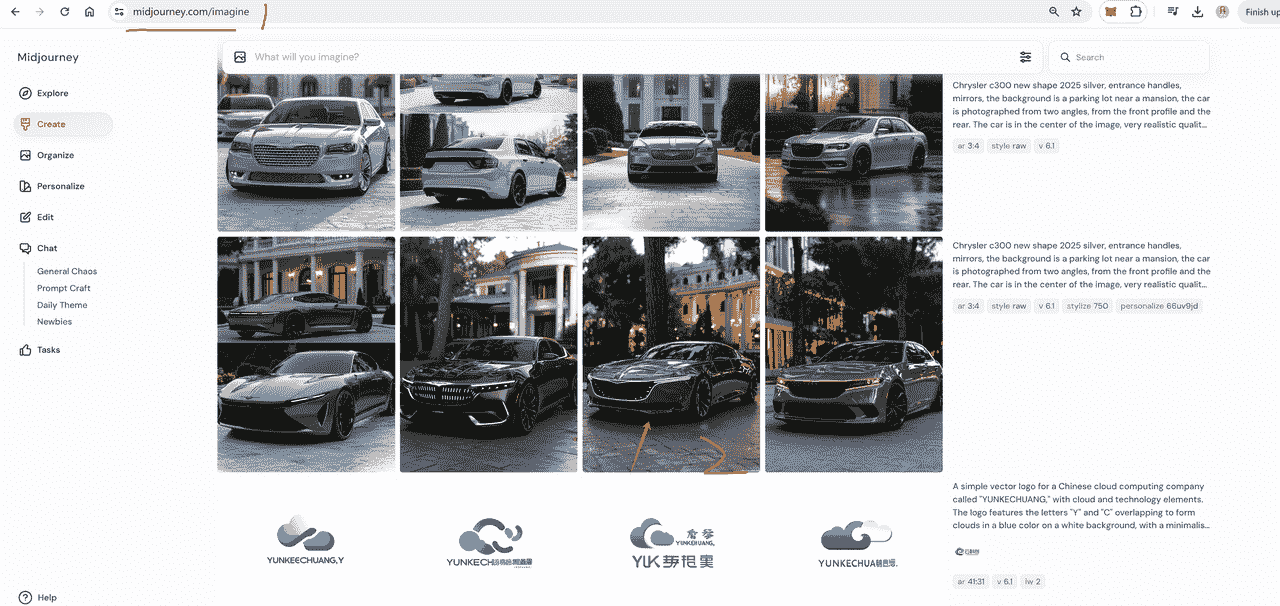 midjourney.com/imagine
Finish up
Midjourney
What will you imagine?
Search
Explore
Create
Organize
Personalize
Edit
Chat
General Chaos
Prompt Craft
Daily Theme
Newbies
Tasks
Help
Chrysler c300 new shape 2025 silver, entrance handles,
mirrors, the background is a parking lot near a mansion, the car
is photographed from two angles, from the front profile and the
rear. The car is in the center of the image, very realistic qualit...
ar 3:4 style raw v 6.1
Chrysler c300 new shape 2025 silver, entrance handles,
mirrors, the background is a parking lot near a mansion, the car
is photographed from two angles, from the front profile and the
rear. The car is in the center of the image, very realistic qualit...
ar 3:4 style raw v 6.1 stylize 750 personalize 66uv9jd
2
YUNKEECHUANG,Y
YUNKECH
YUNKEHUANG,
YUK
YUNKECHUA
A simple vector logo for a Chinese cloud computing company
called "YUNKECHUANG," with cloud and technology elements.
The logo features the letters "Y" and "C" overlapping to form
clouds in a blue color on a white background, with a minimalis...
ar 41:31 v 6.1 iw 2